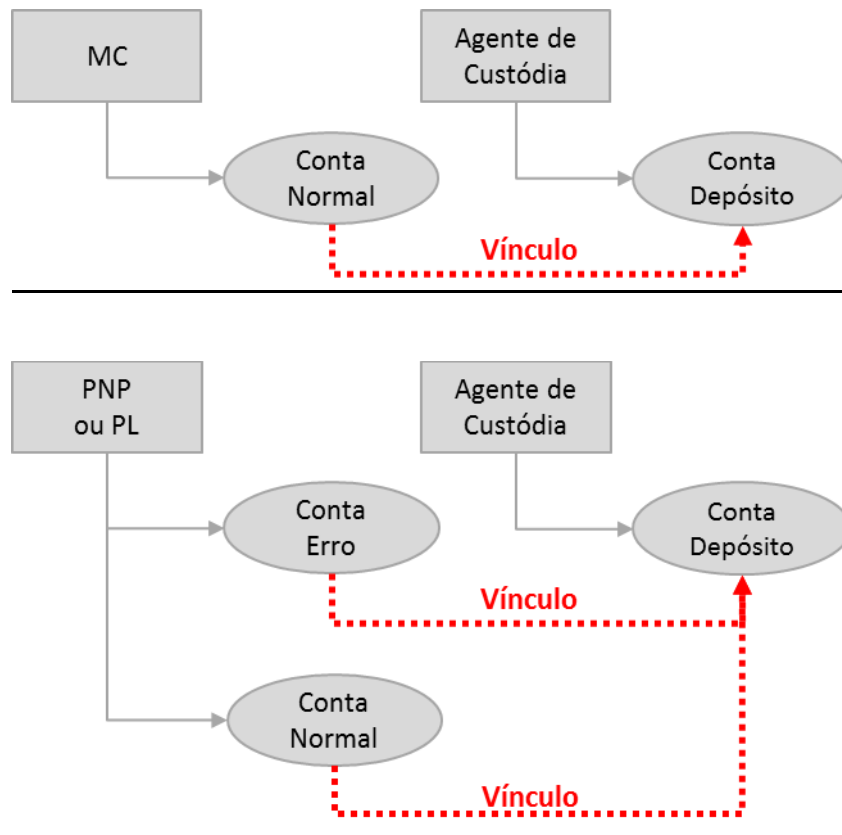 MC
Agente de
Custódia
Conta
Normal
Conta
Depósito
Vínculo
PNP
ou PL
Agente de
Custódia
Conta
Erro
Conta
Depósito
Vínculo
Conta
Normal
Vínculo